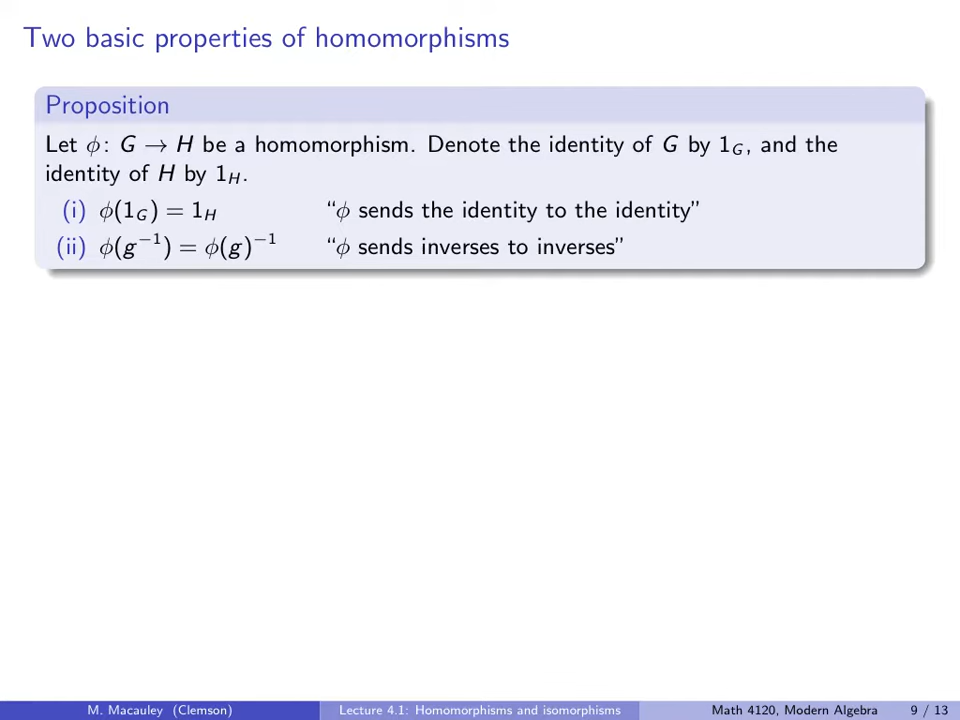 Two basic properties of homomorphisms
Proposition
Let ϕ: G → H be a homomorphism. Denote the identity of G by 1_G, and the
identity of H by 1_H.
(i) ϕ(1_G) = 1_H “ϕ sends the identity to the identity”
(ii) ϕ(g⁻¹) = ϕ(g)⁻¹ “ϕ sends inverses to inverses”
M. Macauley (Clemson) Lecture 4.1: Homomorphisms and isomorphisms Math 4120, Modern Algebra 9 / 13